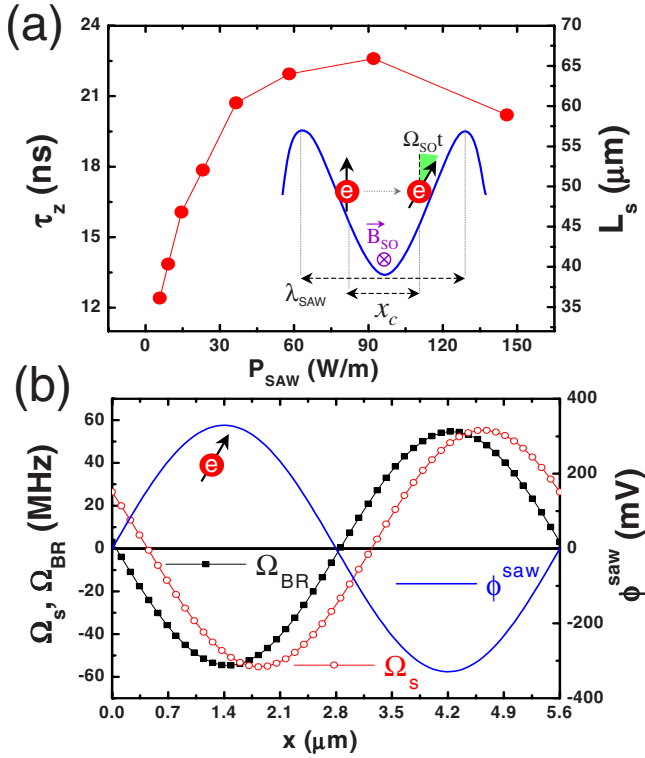 (a)
24
21
18
15
12
τz (ns)
70
65
60
55
50
45
40
35
Ls (μm)
ΩSOt
e
e
BSO
λSAW
xc
0
30
60
90
120
150
PSAW (W/m)
(b)
60
40
20
0
-20
-40
-60
Ωs, ΩBR (MHz)
400
200
0
-200
-400
ϕsaw (mV)
e
ΩBR
ϕsaw
Ωs
0.0
0.7
1.4
2.1
2.8
3.5
4.2
4.9
5.6
x (μm)